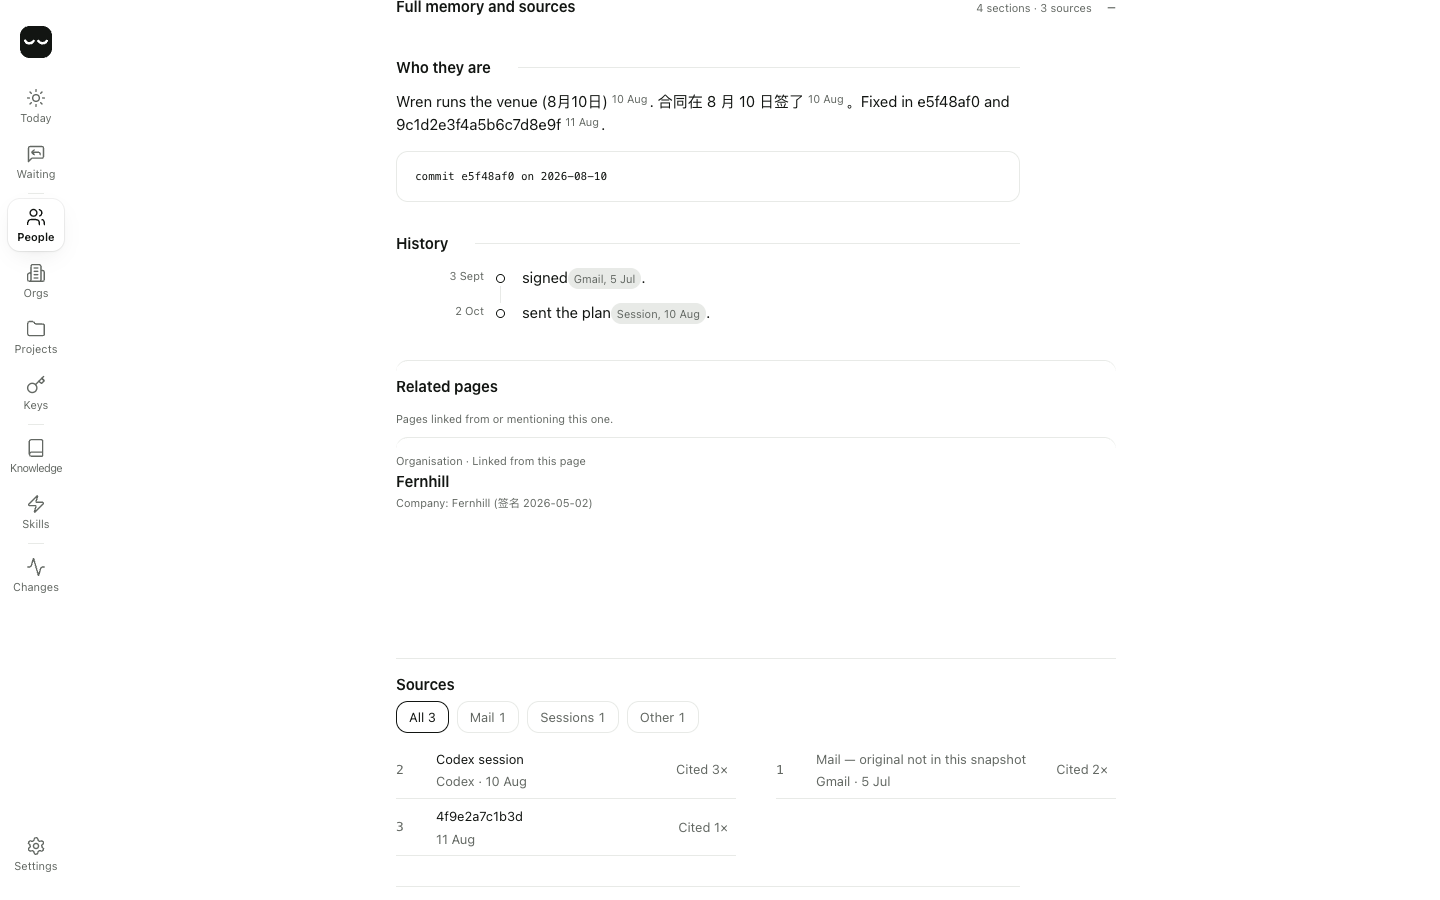 Full memory and sources
4 sections · 3 sources
Today
Waiting
People
Orgs
Projects
Keys
Knowledge
Skills
Changes
Settings
Who they are
Wren runs the venue (8月10日) 10 Aug. 合同在 8 月 10 日签了 10 Aug。Fixed in e5f48af0 and
9c1d2e3f4a5b6c7d8e9f 11 Aug.
commit e5f48af0 on 2026-08-10
History
3 Sept signed Gmail, 5 Jul.
2 Oct sent the plan Session, 10 Aug.
Related pages
Pages linked from or mentioning this one.
Organisation · Linked from this page
Fernhill
Company: Fernhill (签名 2026-05-02)
Sources
All 3 Mail 1 Sessions 1 Other 1
2 Codex session Cited 3×
Codex · 10 Aug
1 Mail — original not in this snapshot Cited 2×
Gmail · 5 Jul
3 4f9e2a7c1b3d Cited 1×
11 Aug